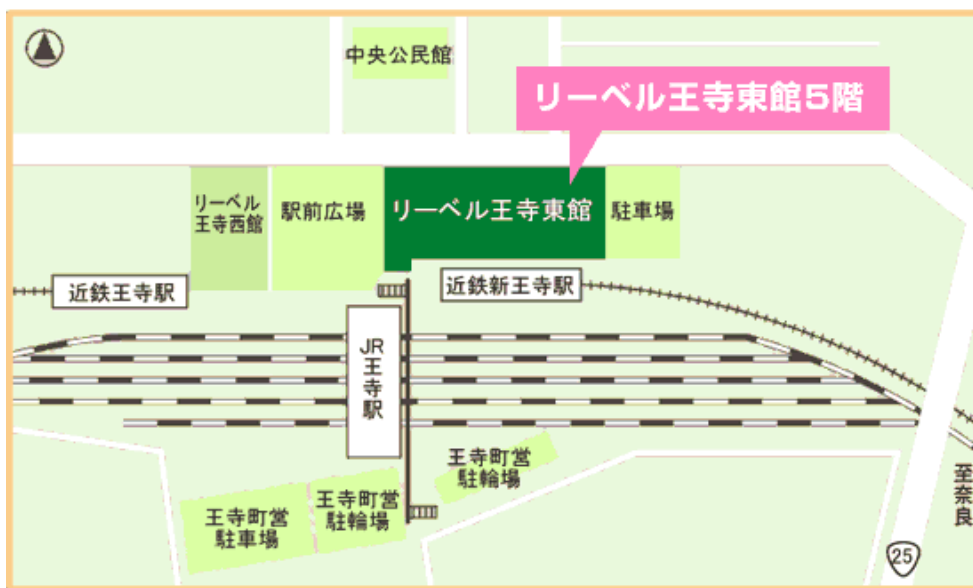 中央公民館
リーベル王寺東館5階
リーベル
王寺西館
駅前広場
リーベル王寺東館
駐車場
近鉄王寺駅
近鉄新王寺駅
JR
王
寺
駅
王寺町営
駐輪場
王寺町営
駐輪場
王寺町営
駐車場
至
奈
良
25